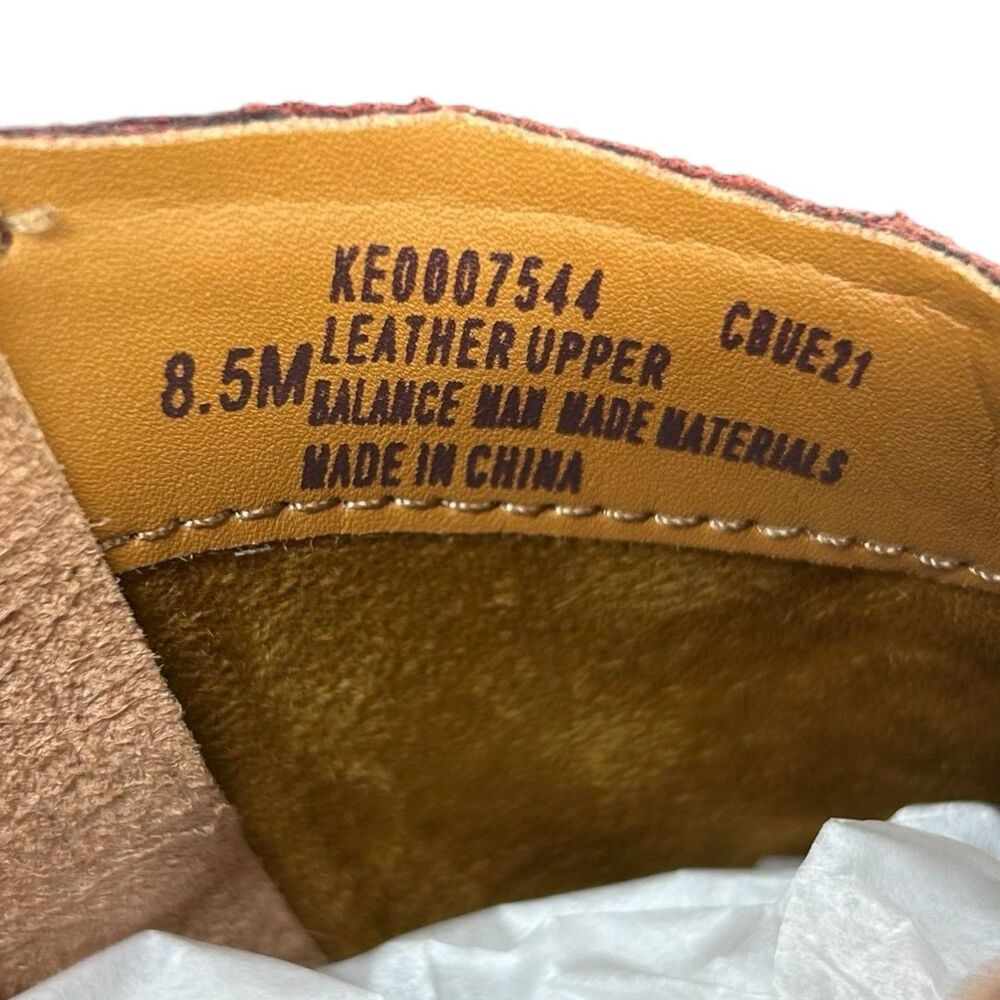 KE0007544
CBUE21
8.5M
LEATHER UPPER
BALANCE MAN MADE MATERIALS
MADE IN CHINA